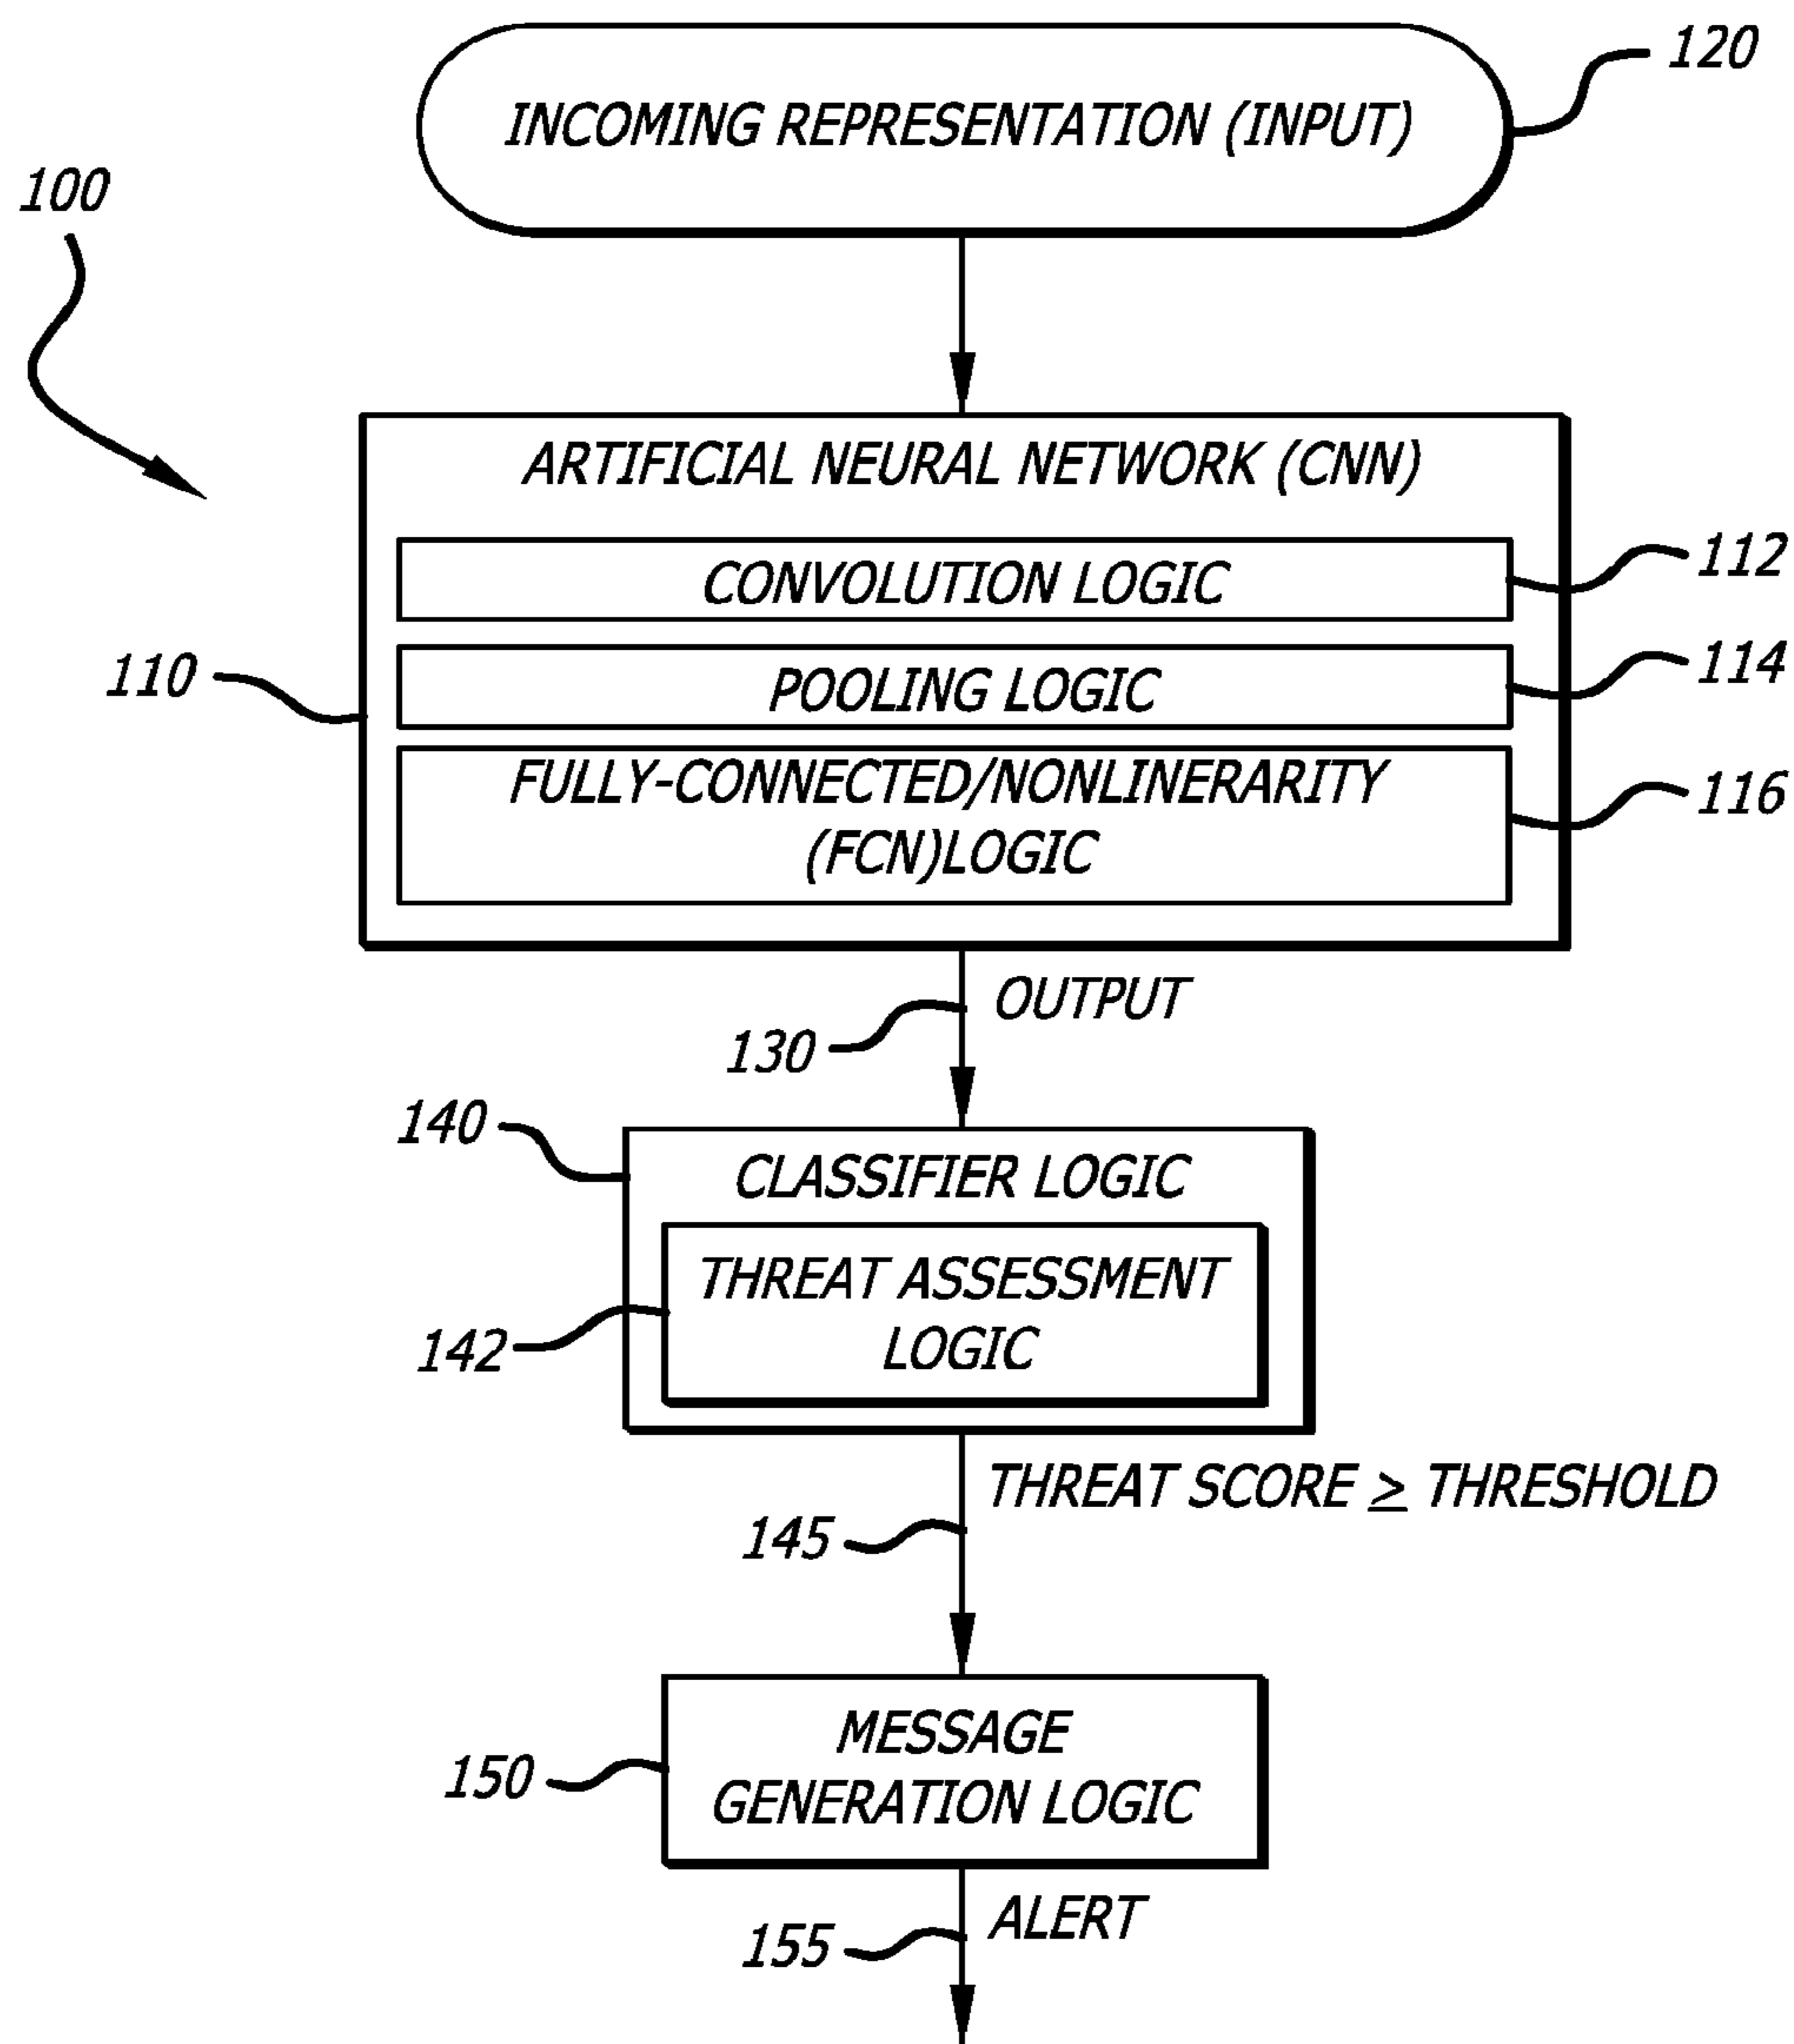 120
INCOMING REPRESENTATION (INPUT)
100
ARTIFICIAL NEURAL NETWORK (CNN)
CONVOLUTION LOGIC
112
POOLING LOGIC
114
110
FULLY-CONNECTED/NONLINERARITY
(FCN)LOGIC
116
OUTPUT
130
140
CLASSIFIER LOGIC
THREAT ASSESSMENT
LOGIC
142
THREAT SCORE ≥ THRESHOLD
145
MESSAGE
GENERATION LOGIC
150
ALERT
155